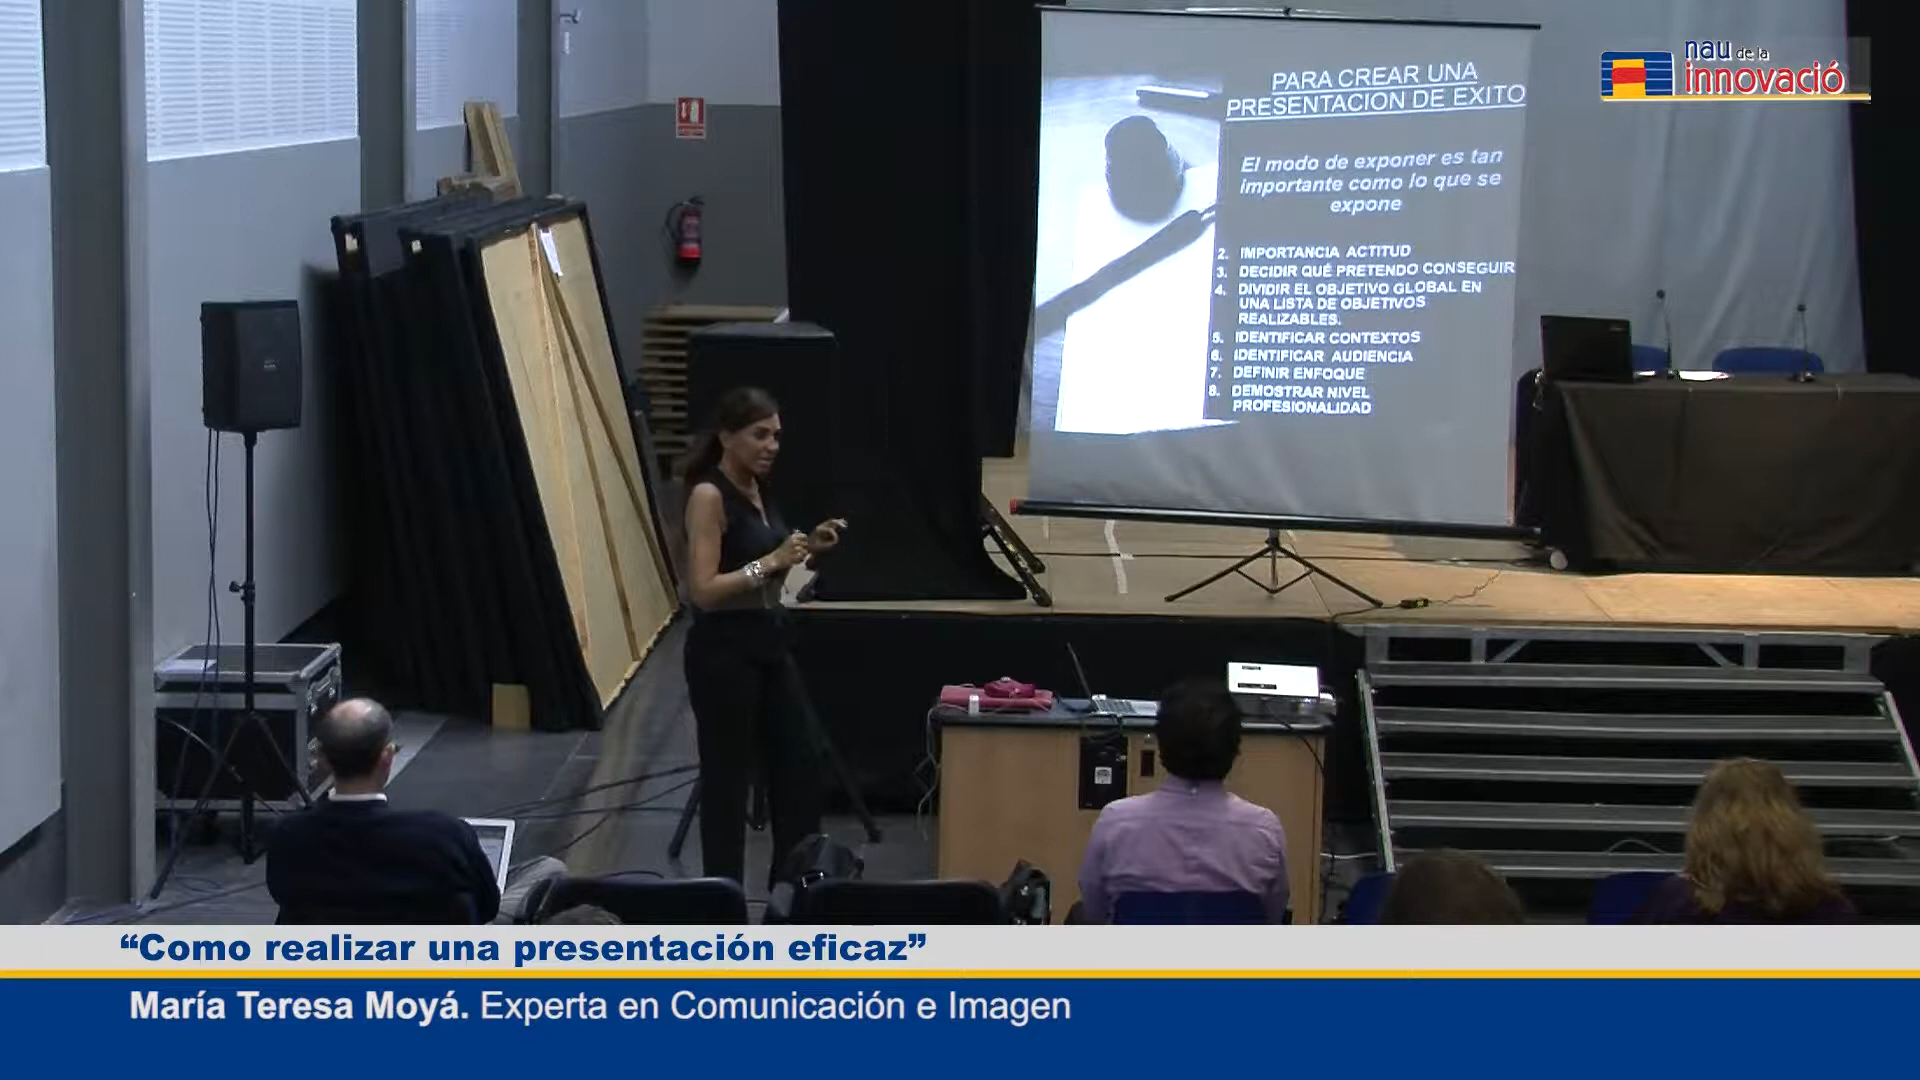 nau de la
innovació
PARA CREAR UNA
PRESENTACION DE EXITO
El modo de exponer es tan
importante como lo que se
expone
2. IMPORTANCIA ACTITUD
3. DECIDIR QUÉ PRETENDO CONSEGUIR
4. DIVIDIR EL OBJETIVO GLOBAL EN
UNA LISTA DE OBJETIVOS
REALIZABLES.
5. IDENTIFICAR CONTEXTOS
6. IDENTIFICAR AUDIENCIA
7. DEFINIR ENFOQUE
8. DEMOSTRAR NIVEL
PROFESIONALIDAD
“Como realizar una presentación eficaz”
María Teresa Moyá. Experta en Comunicación e Imagen